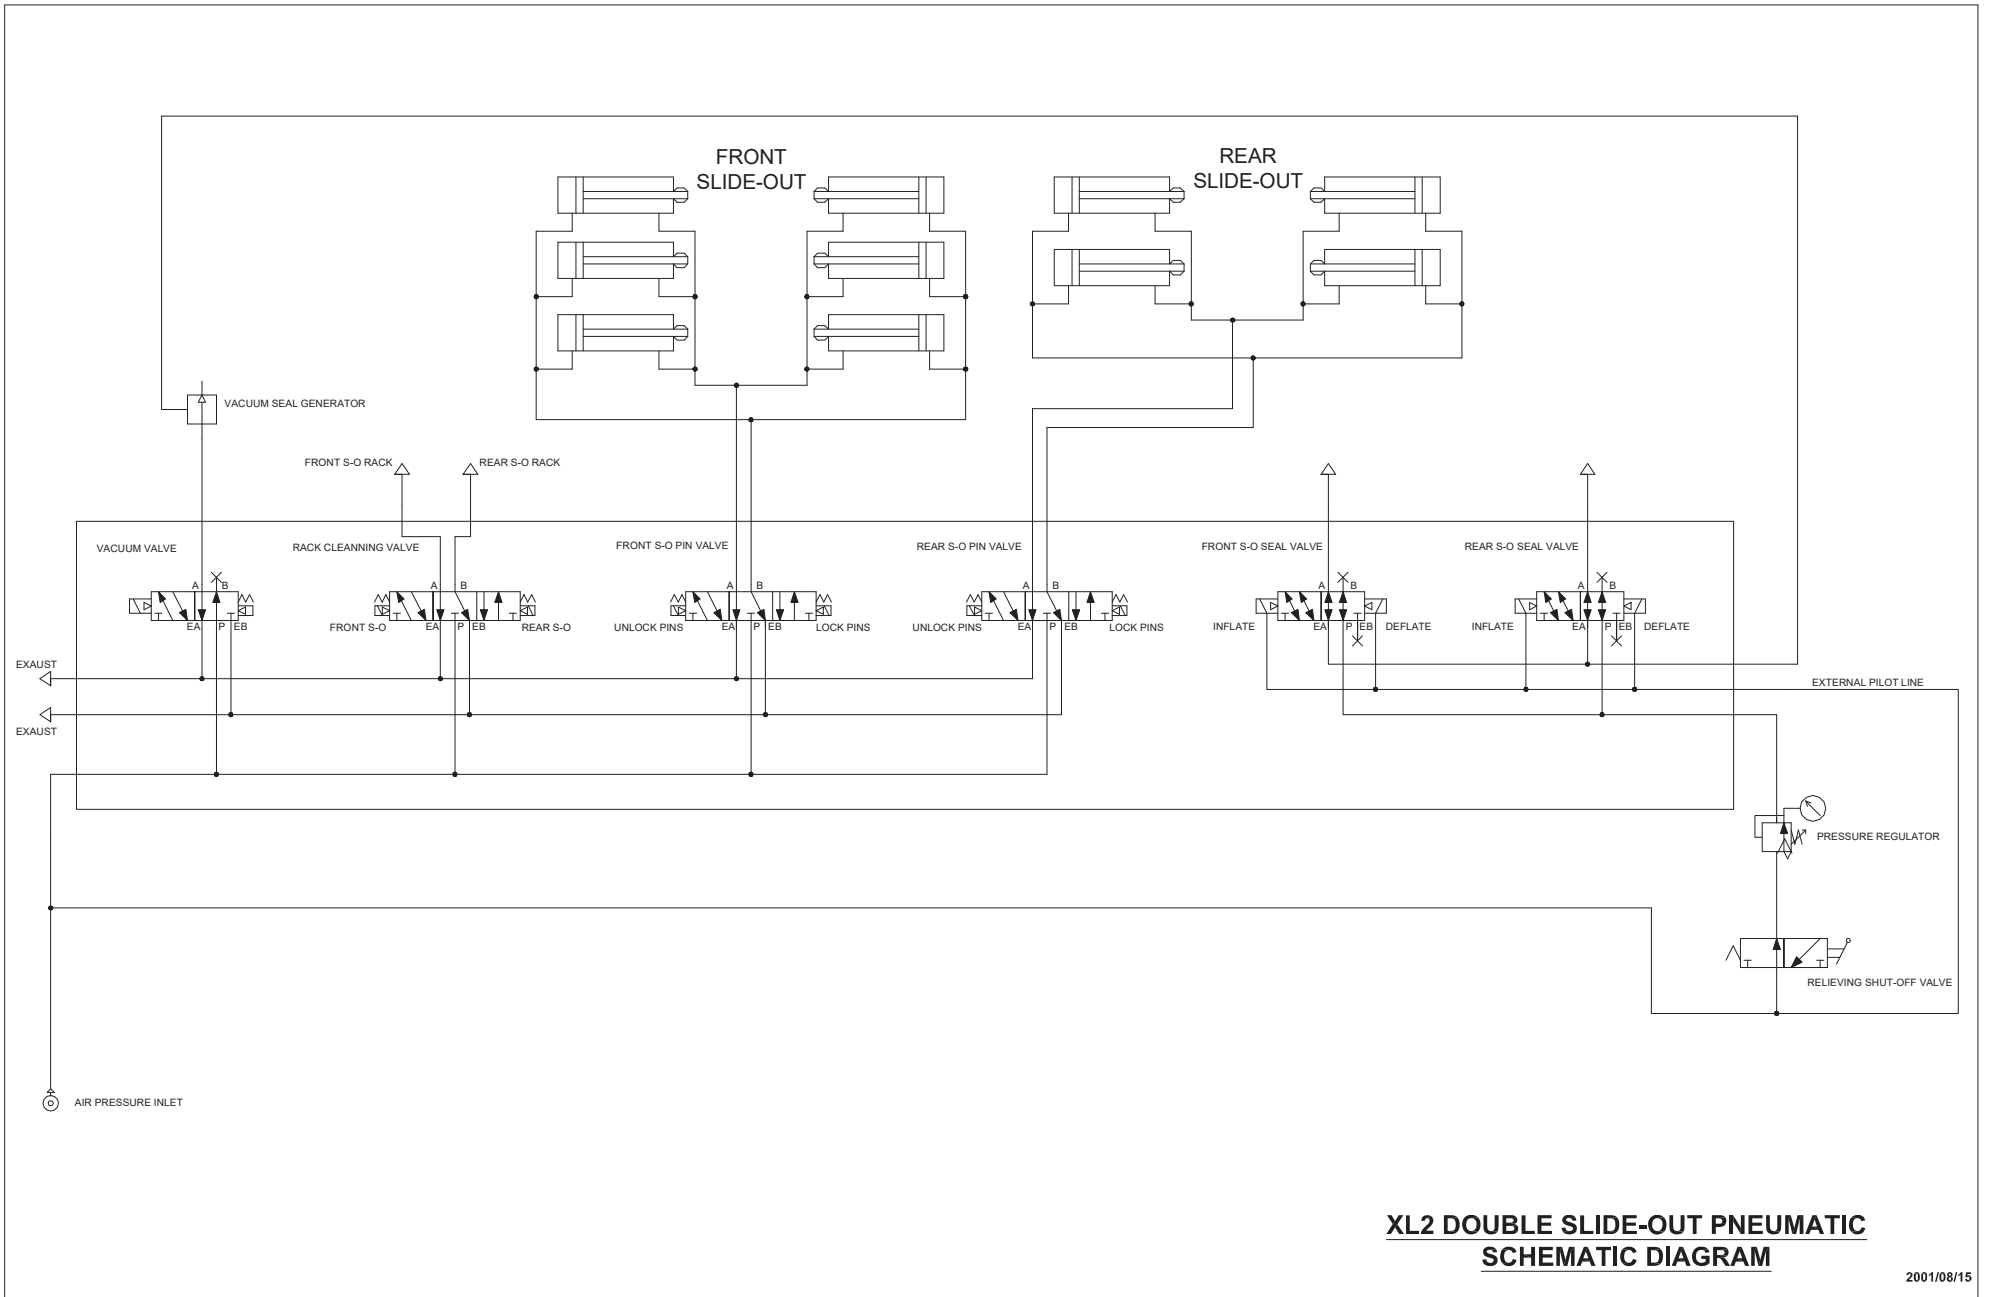 FRONT
SLIDE-OUT
REAR
SLIDE-OUT
VACUUM SEAL GENERATOR
FRONT S-O RACK
REAR S-O RACK
VACUUM VALVE
RACK CLEANNING VALVE
FRONT S-O PIN VALVE
REAR S-O PIN VALVE
FRONT S-O SEAL VALVE
REAR S-O SEAL VALVE
A B
A B
A B
A B
A B
A B
EA P EB
FRONT S-O EA P EB REAR S-O
UNLOCK PINS EA P EB LOCK PINS
UNLOCK PINS EA P EB LOCK PINS
INFLATE EA P EB DEFLATE
INFLATE EA P EB DEFLATE
EXAUST
EXTERNAL PILOT LINE
EXAUST
PRESSURE REGULATOR
RELIEVING SHUT-OFF VALVE
AIR PRESSURE INLET
XL2 DOUBLE SLIDE-OUT PNEUMATIC
SCHEMATIC DIAGRAM
2001/08/15